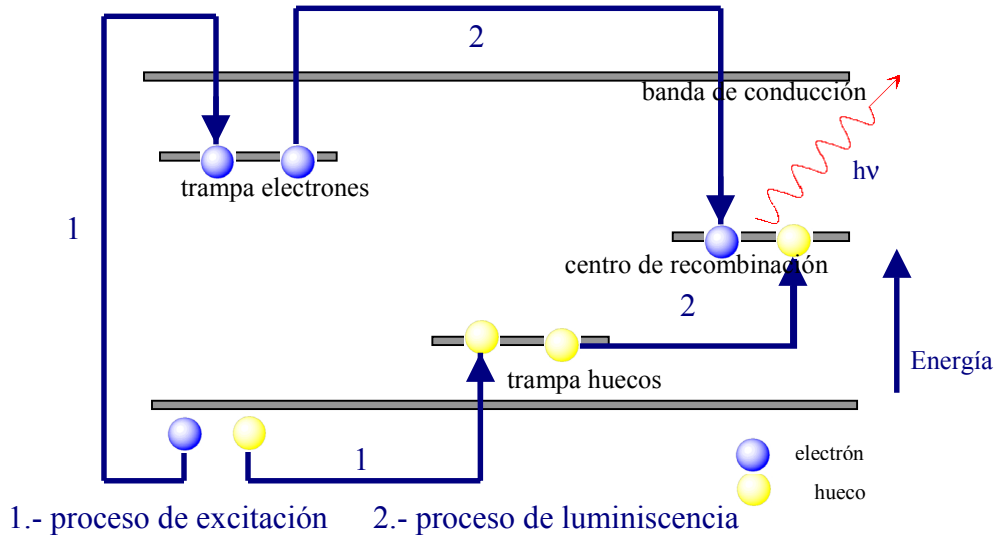 2
banda de conducción
hν
trampa electrones
1
centro de recombinación
2
Energía
trampa huecos
1
electrón
hueco
1.- proceso de excitación 2.- proceso de luminiscencia